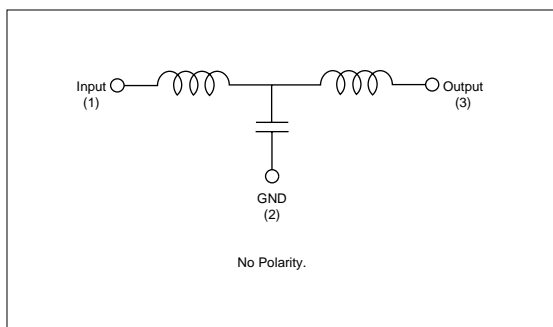 Input
(1)
Output
(3)
GND
(2)
No Polarity.